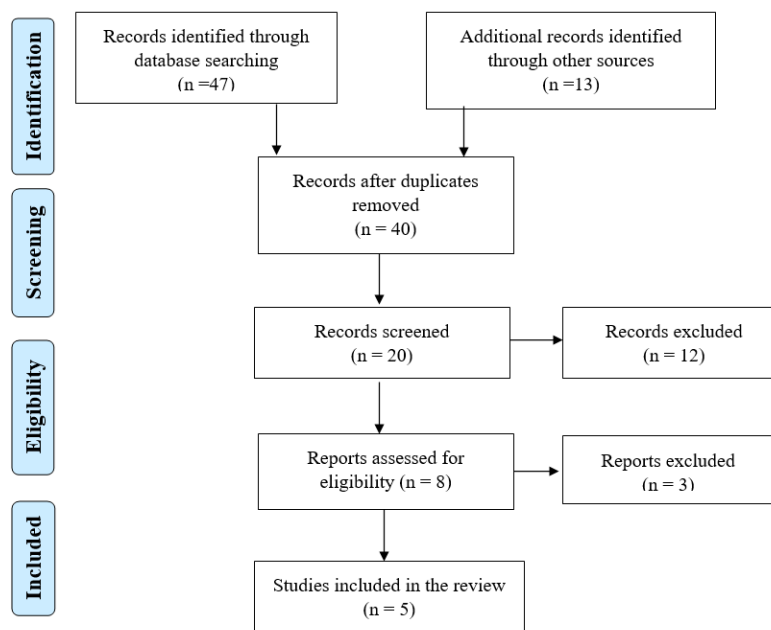 Identification
Records identified through
database searching
(n =47)
Additional records identified
through other sources
(n =13)
Records after duplicates
removed
(n = 40)
Screening
Records screened
(n = 20)
Records excluded
(n = 12)
Eligibility
Reports assessed for
eligibility (n = 8)
Reports excluded
(n = 3)
Included
Studies included in the review
(n = 5)